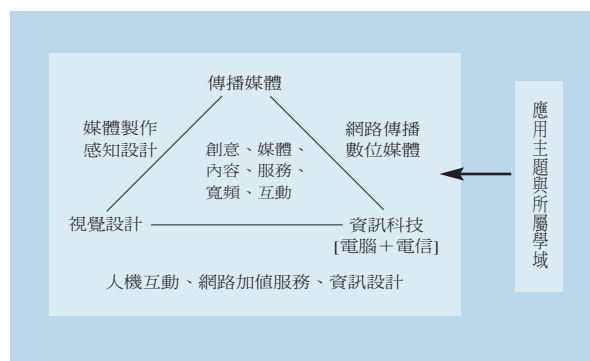 傳播媒體
媒體製作
感知設計
創意、媒體、
內容、服務、
寬頻、互動
網路傳播
數位媒體
視覺設計
資訊科技
[電腦＋電信]
人機互動、網路加值服務、資訊設計
應用主題與所屬學域